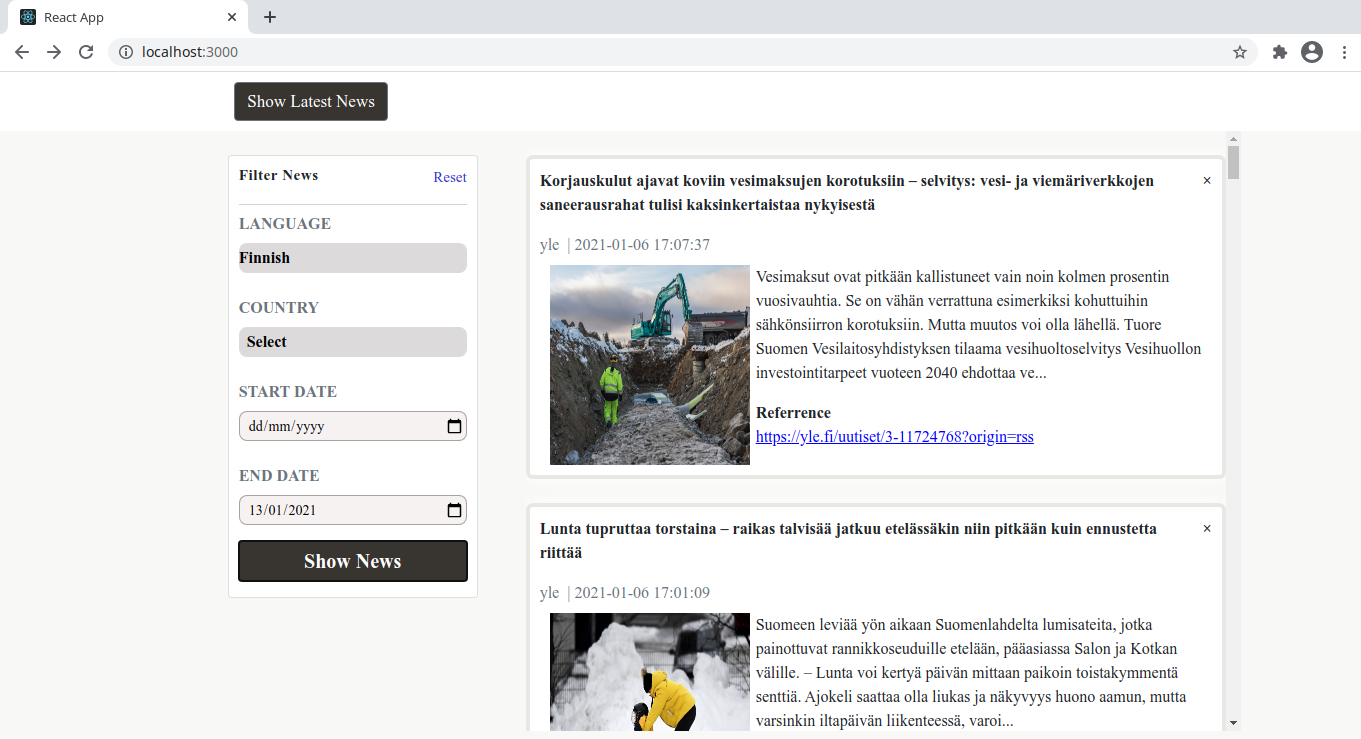 React App
localhost:3000
Show Latest News
Filter News
Reset
LANGUAGE
Finnish
COUNTRY
Select
START DATE
dd/mm/yyyy
END DATE
13/01/2021
Show News
Korjauskulut ajavat koviin vesimaksujen korotuksiin – selvitys: vesi- ja viemäriverkkojen
saneerausrahat tulisi kaksinkertaistaa nykyisestä
×
yle | 2021-01-06 17:07:37
Vesimaksut ovat pitkään kallistuneet vain noin kolmen prosentin
vuosivauhtia. Se on vähän verrattuna esimerkiksi kohuttuihin
sähkönsiirron korotuksiin. Mutta muutos voi olla lähellä. Tuore
Suomen Vesilaitosyhdistyksen tilaama vesihuoltoselvitys Vesihuollon
investointitarpeet vuoteen 2040 ehdottaa ve...
Referrence
https://yle.fi/uutiset/3-11724768?origin=rss
Lunta tupruttaa torstaina – raikas talvisää jatkuu etelässäkin niin pitkään kuin ennustetta
riittää
×
yle | 2021-01-06 17:01:09
Suomeen leviää yön aikaan Suomenlahdelta lumisateita, jotka
painottuvat rannikkoseuduille etelään, pääasiassa Salon ja Kotkan
välille. – Lunta voi kertyä päivän mittaan paikoin toistakymmentä
senttiä. Ajokeli saattaa olla liukas ja näkyvyys huono aamun, mutta
varsinkin iltapäivän liikenteessä, varoi...